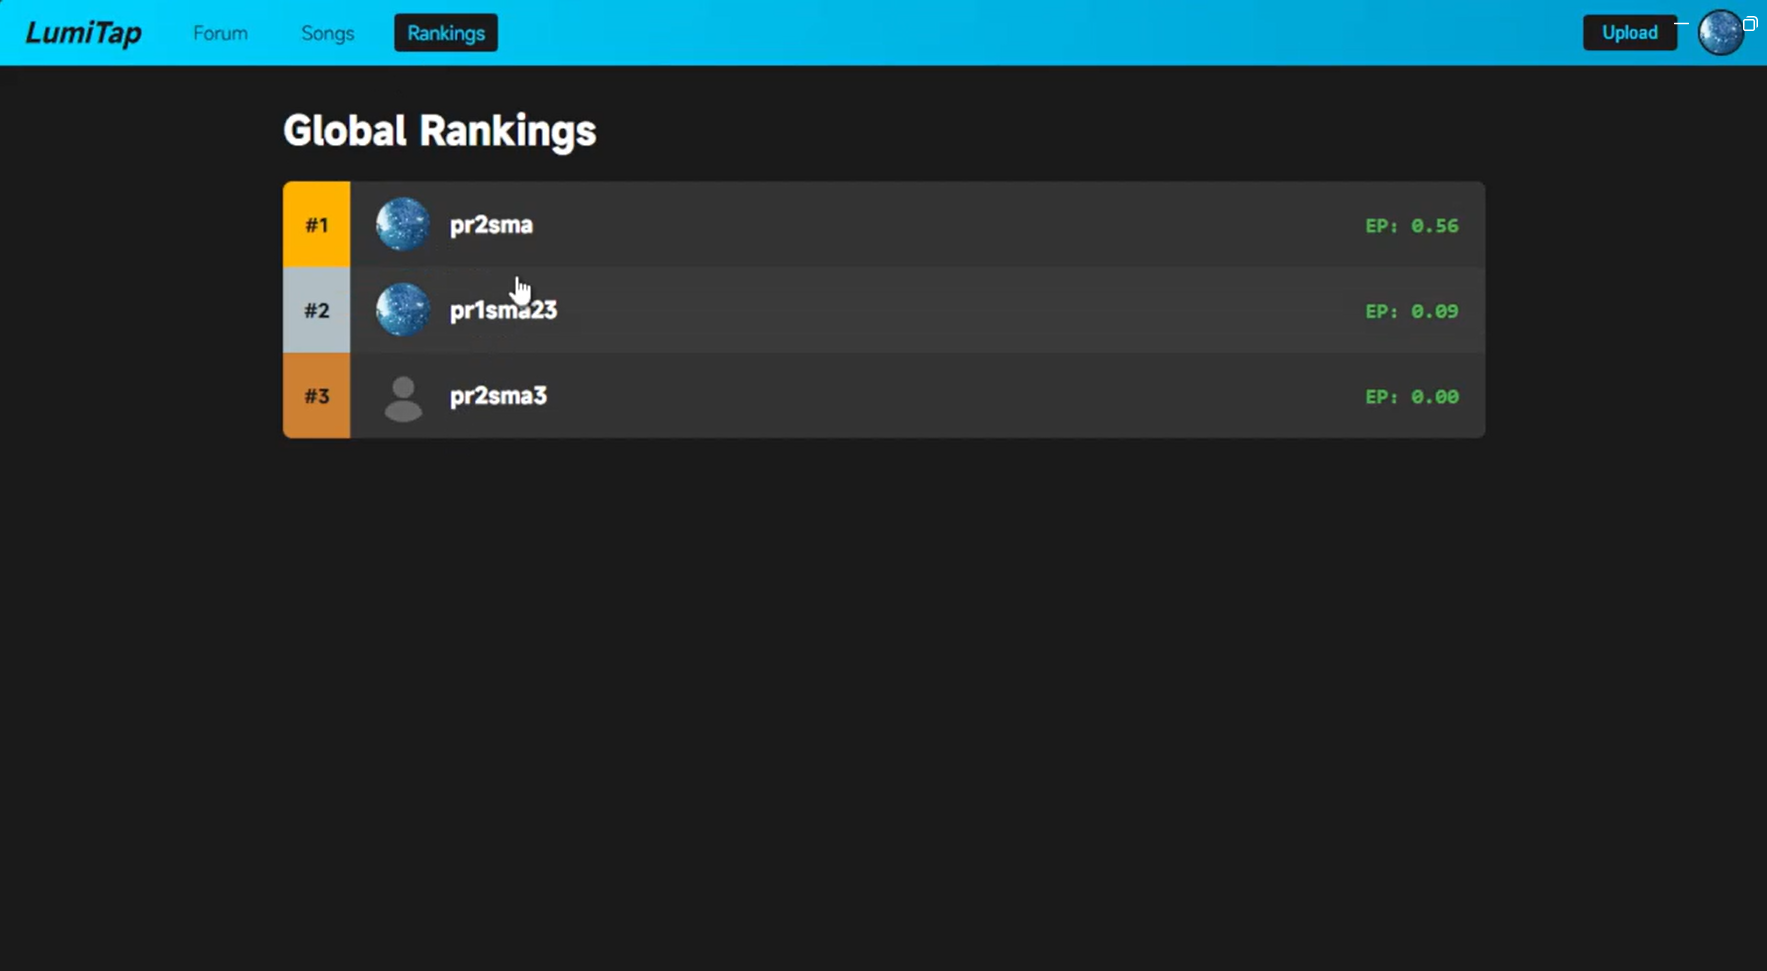 LumiTap Forum Songs Rankings Upload
Global Rankings
#1 pr2sma EP: 0.56
#2 pr1sma23 EP: 0.09
#3 pr2sma3 EP: 0.00